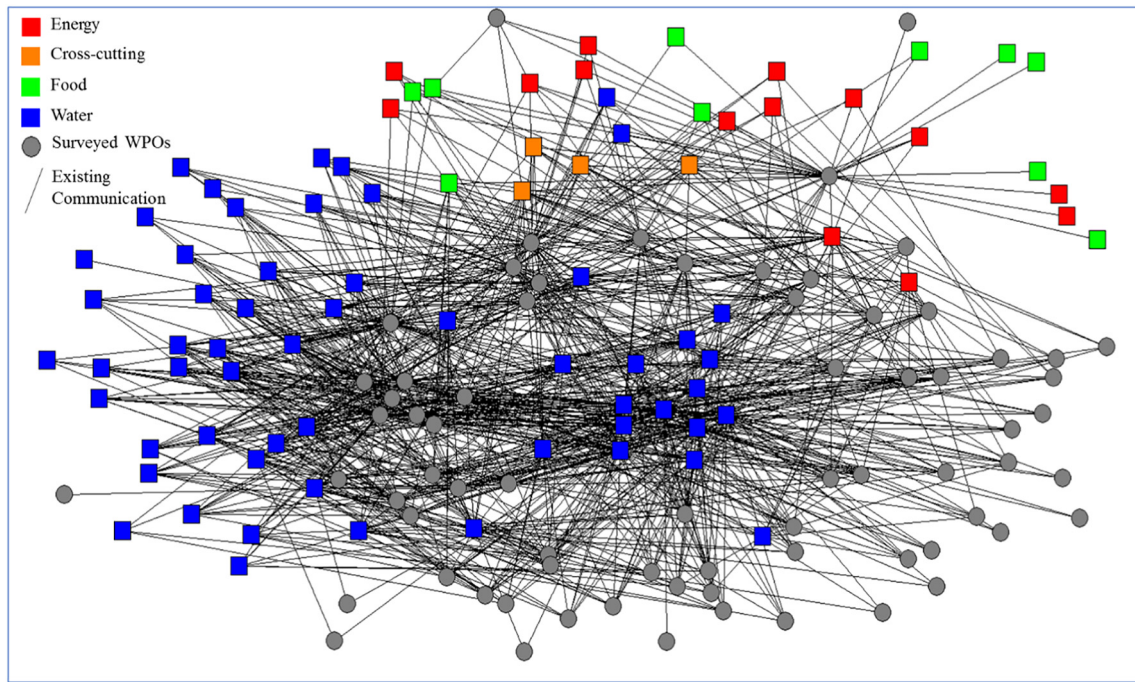 Energy
Cross-cutting
Food
Water
Surveyed WPOs
Existing
Communication